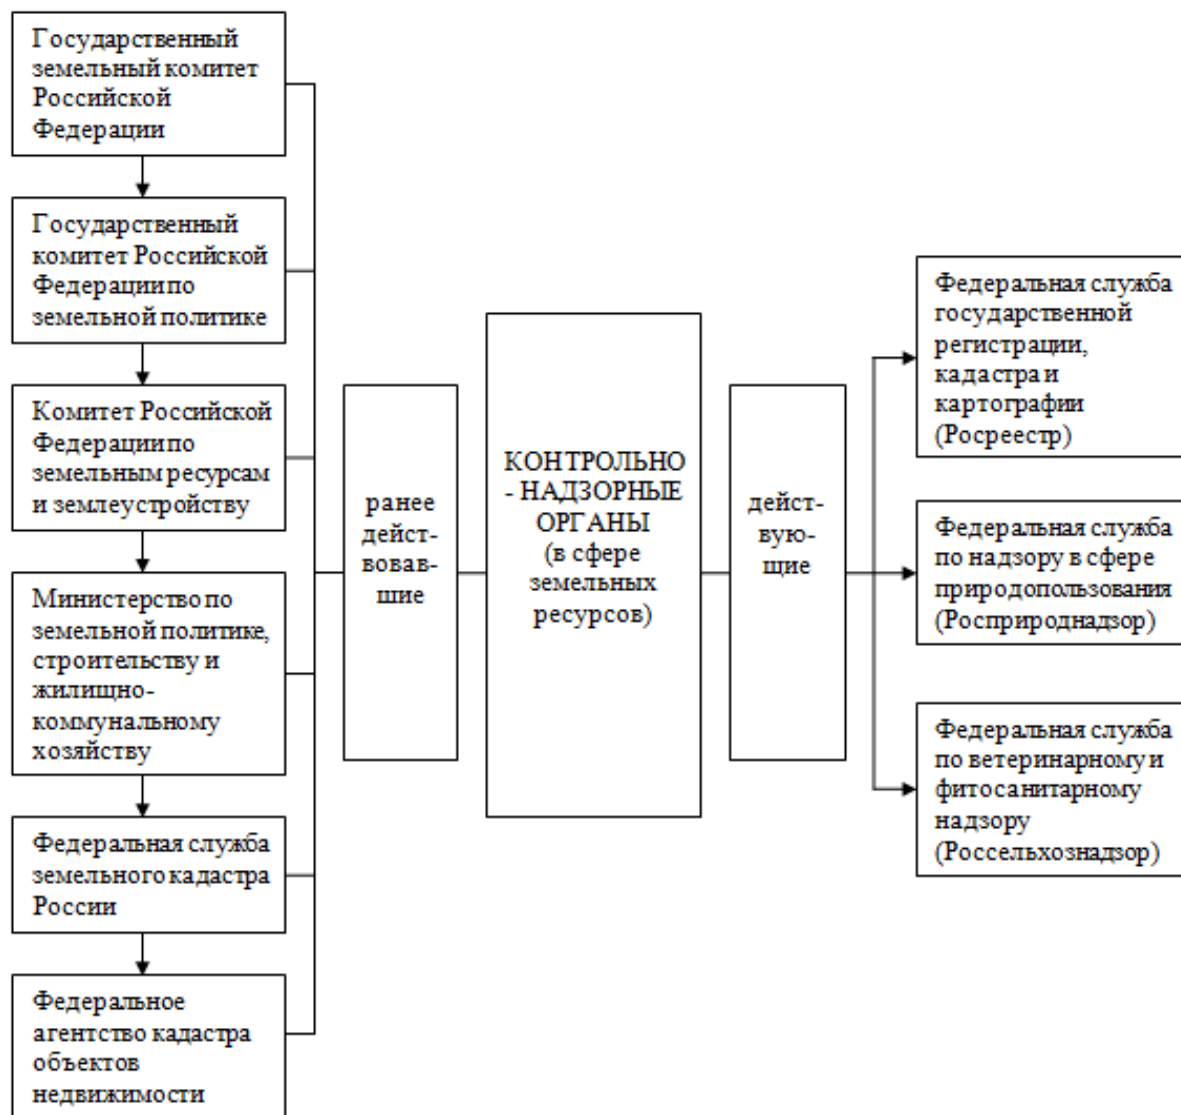 Государственный
земельный комитет
Российской
Федерации
Государственный
комитет Российской
Федерации по
земельной политике
Комитет Российской
Федерации по
земельным ресурсам
и землеустройству
Министерство по
земельной политике,
строительству и
жилищно-
коммунальному
хозяйству
Федеральная служба
земельного кадастра
России
Федеральное
агентство кадастра
объектов
недвижимости
ранее
дейст-
вовав-
шие
КОНТРОЛЬНО
- НАДЗОРНЫЕ
ОРГАНЫ
(в сфере
земельных
ресурсов)
дейст-
вую-
щие
Федеральная служба
государственной
регистрации,
кадастра и
картографии
(Росреестр)
Федеральная служба
по надзору в сфере
природопользования
(Росприроднадзор)
Федеральная служба
по ветеринарному и
фитосанитарному
надзору
(Россельхознадзор)